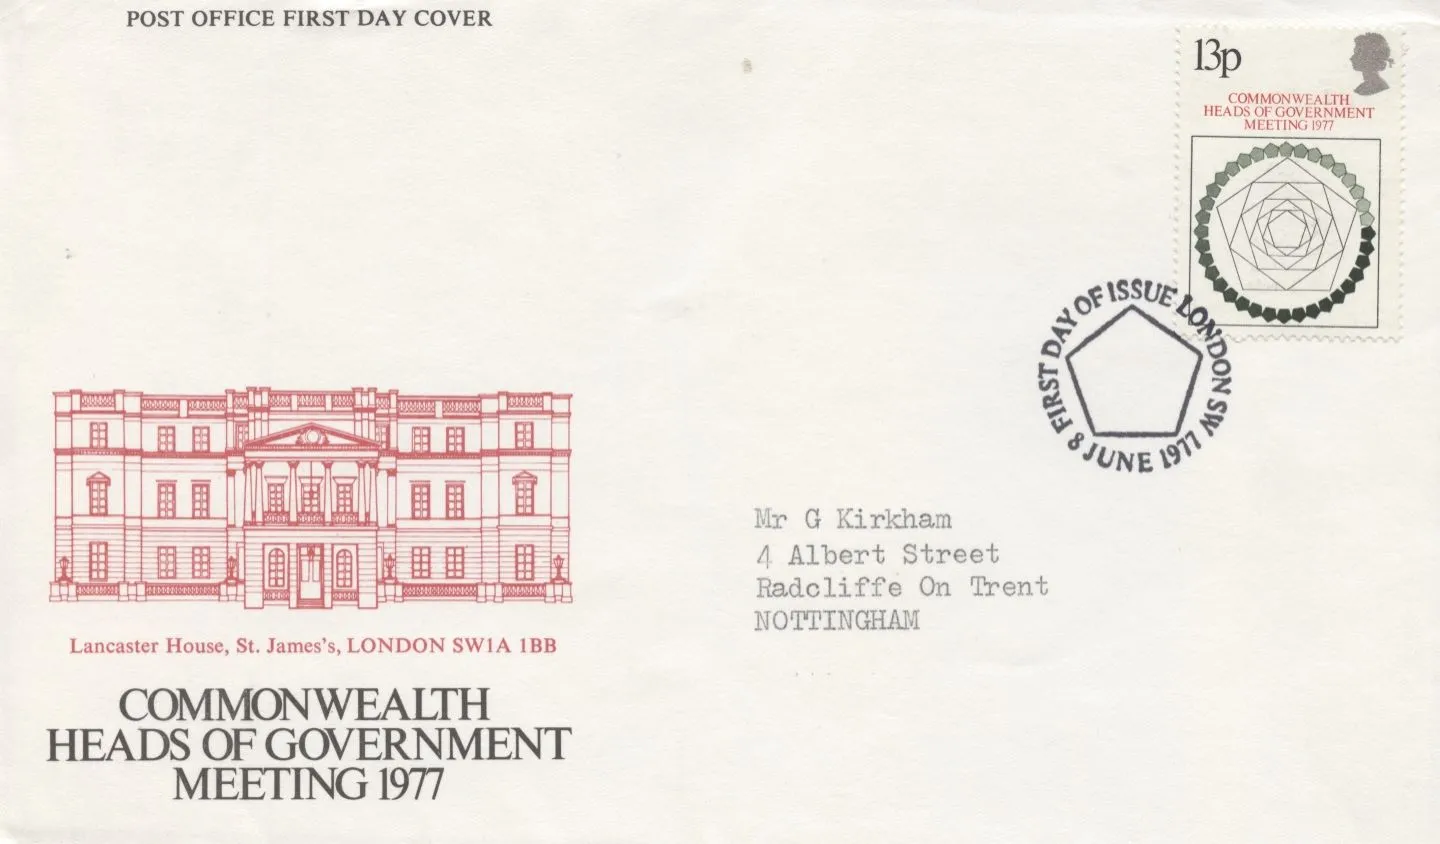 POST OFFICE FIRST DAY COVER
13p
COMMONWEALTH
HEADS OF GOVERNMENT
MEETING 1977
FIRST DAY OF ISSUE LONDON SW
8 JUNE 1977
Mr G Kirkham
4 Albert Street
Radcliffe On Trent
NOTTINGHAM
Lancaster House, St. James's, LONDON SW1A 1BB
COMMONWEALTH
HEADS OF GOVERNMENT
MEETING 1977